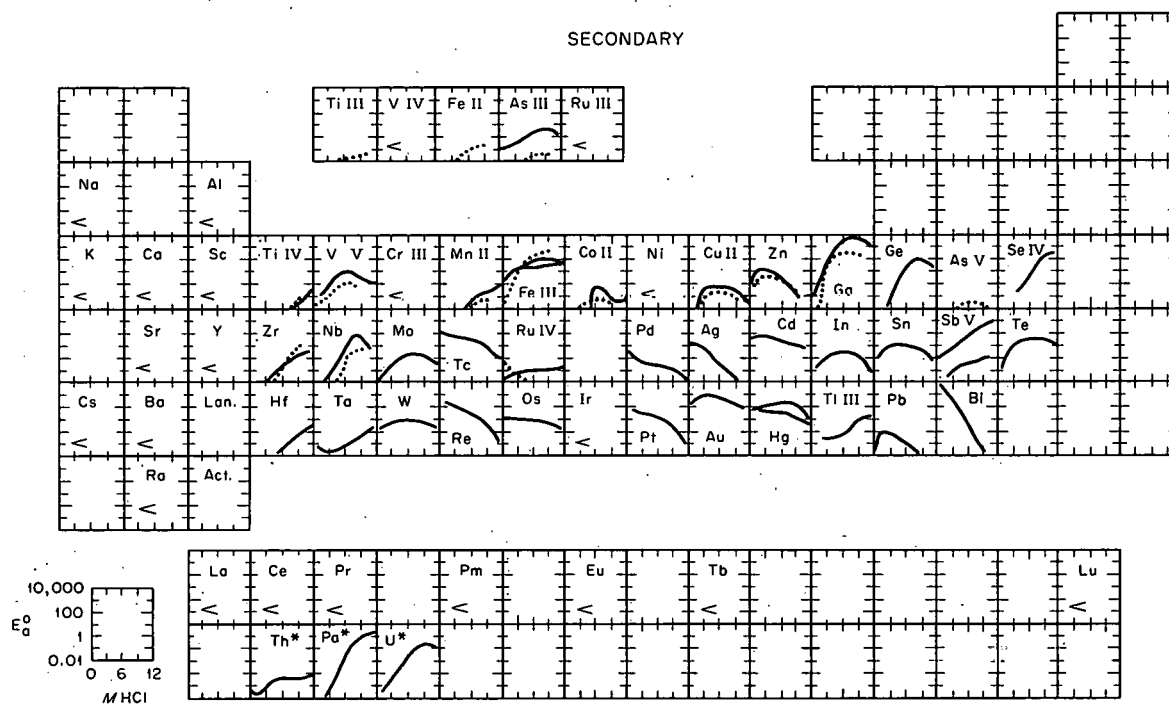 SECONDARY
Ti III V IV Fe II As III Ru III
< <
Na Al
< <
K Ca Sc Ti IV V V Cr III Mn II Fe III Co II Ni Cu II Zn Ga Ge As V Se IV
< < < < <
Sr Y Zr Nb Mo Tc Ru IV Pd Ag Cd In Sn Sb V Te
< <
Cs Ba Lan. Hf Ta W Re Os Ir Pt Au Hg Tl III Pb Bi
< < <
Ra Act.
<
La Ce Pr Pm Eu Tb Lu
< < < < < < <
Th* Pa* U*
10,000
100
E°a
1
0.01
0 6 12
M HCl